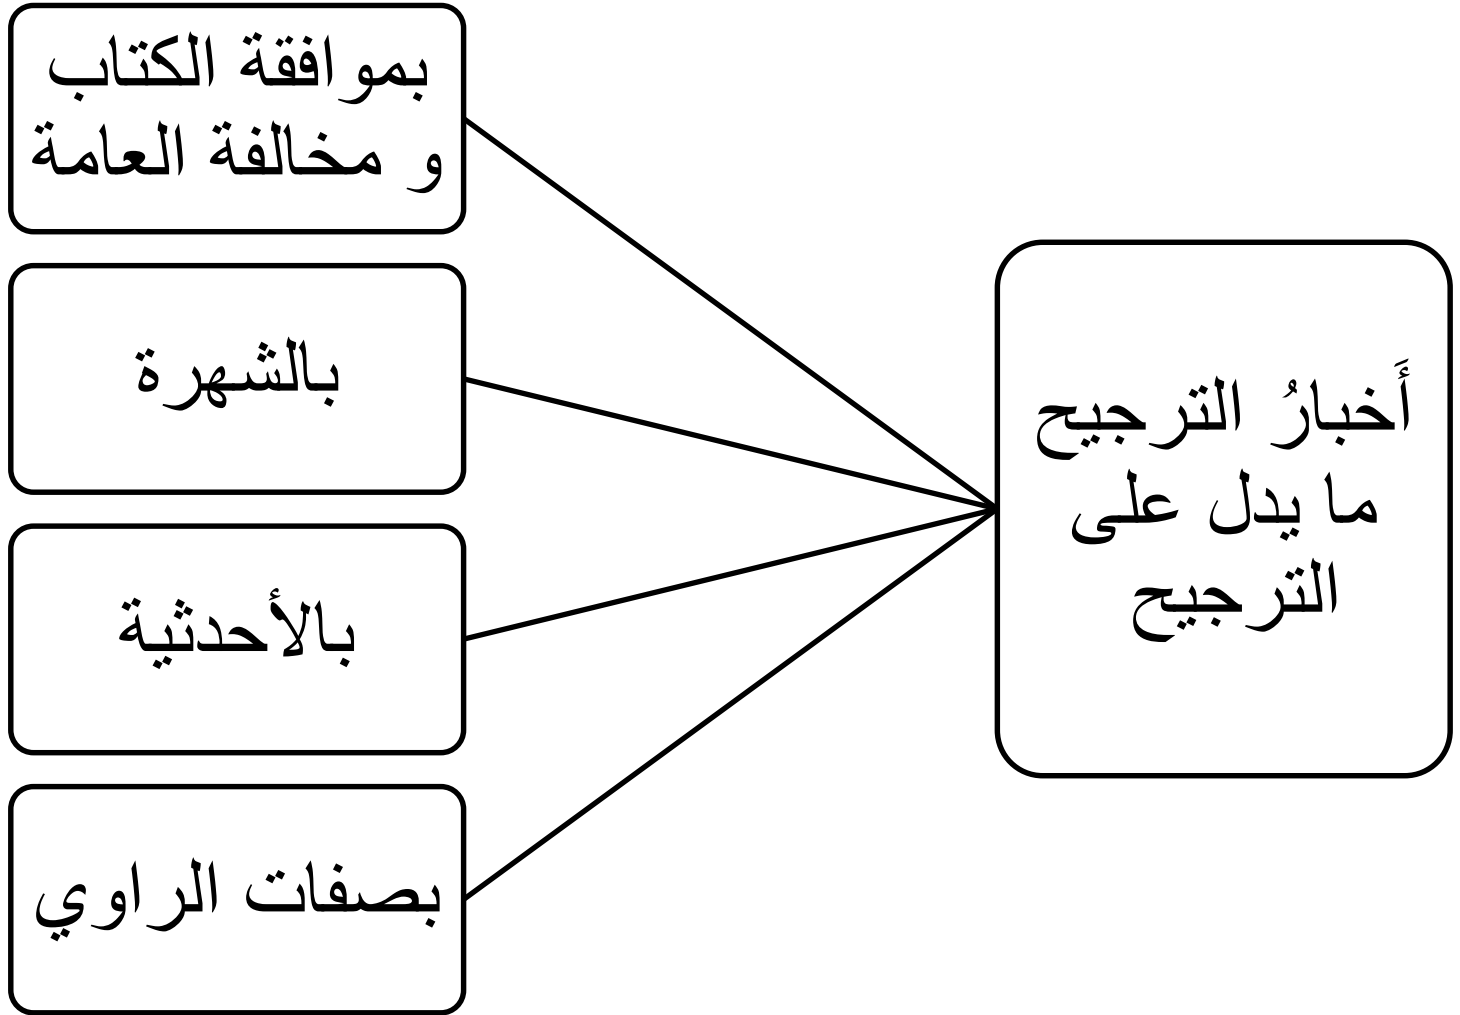 أَخبارُ الترجيح
ما يدل على
الترجيح
بموافقة الكتاب
و مخالفة العامة
بالشهرة
بالأحدثية
بصفات الراوي